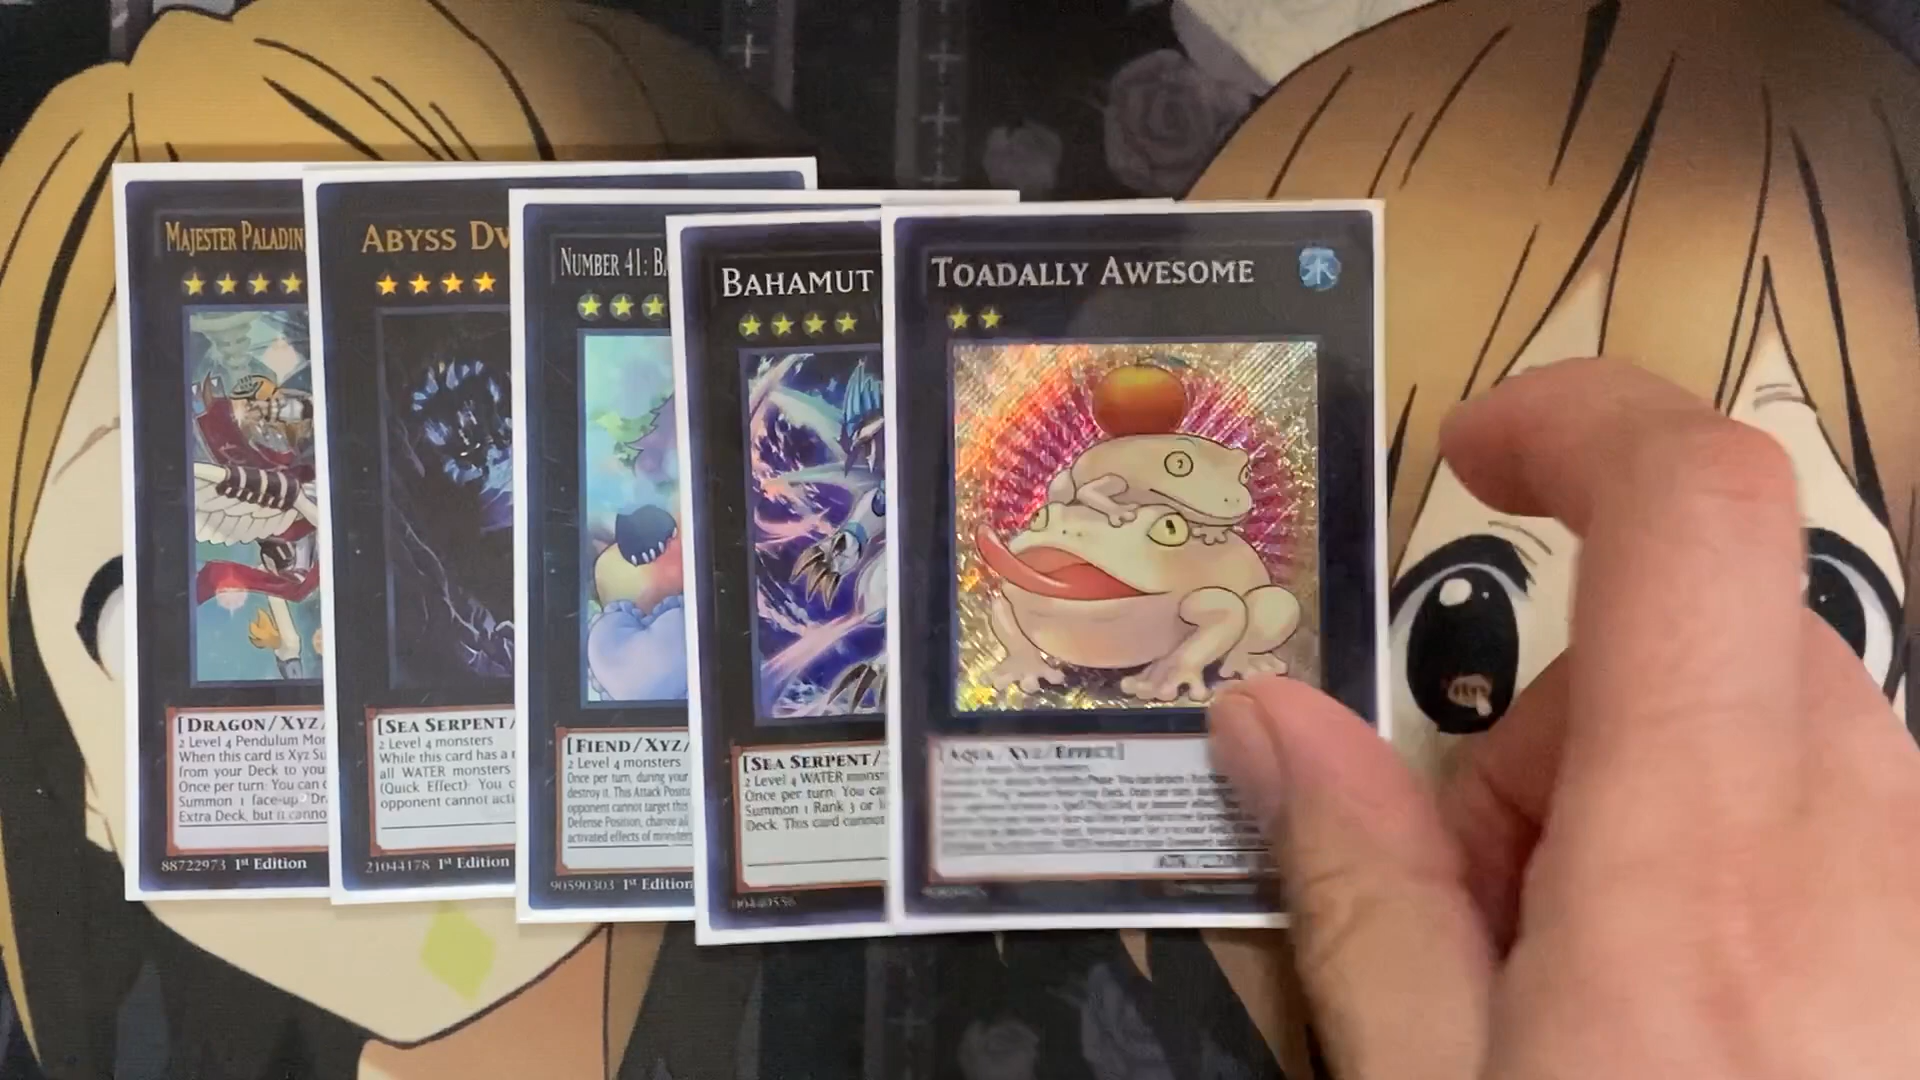 MAJESTER PALADIN
[DRAGON/XYZ/
2 Level 4 Pendulum Mon
When this card is Xyz Su
from your Deck to you
Once per turn: You can
Summon 1 face-up Dr
Extra Deck, but it canno
88722973 1st Edition
ABYSS DW
[SEA SERPENT/
2 Level 4 monsters
While this card has a
all WATER monsters
(Quick Effect): You c
opponent cannot acti
21044178 1st Edition
NUMBER 41: BA
[FIEND/XYZ/
2 Level 4 monsters
Once per turn, during your
destroy it. This Attack Positi
opponent cannot target this
Defense Position, change all
activated effects of monsters
90590303 1st Edition
BAHAMUT
[SEA SERPENT/
2 Level 4 WATER monst
Once per turn: You ca
Summon 1 Rank 3 or
Deck. This card cannot
00440556
TOADALLY AWESOME
水
[AQUA/XYZ/EFFECT]